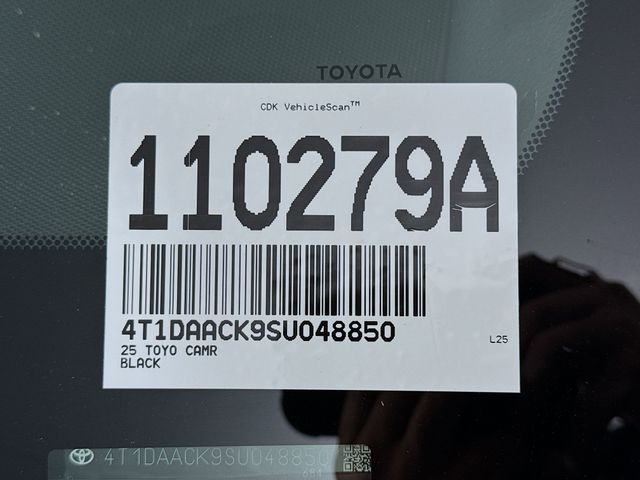 TOYOTA
CDK VehicleScan™
110279A
4T1DAACK9SU048850
25 TOYO CAMR
L25
BLACK
4T1DAACK9SU048850